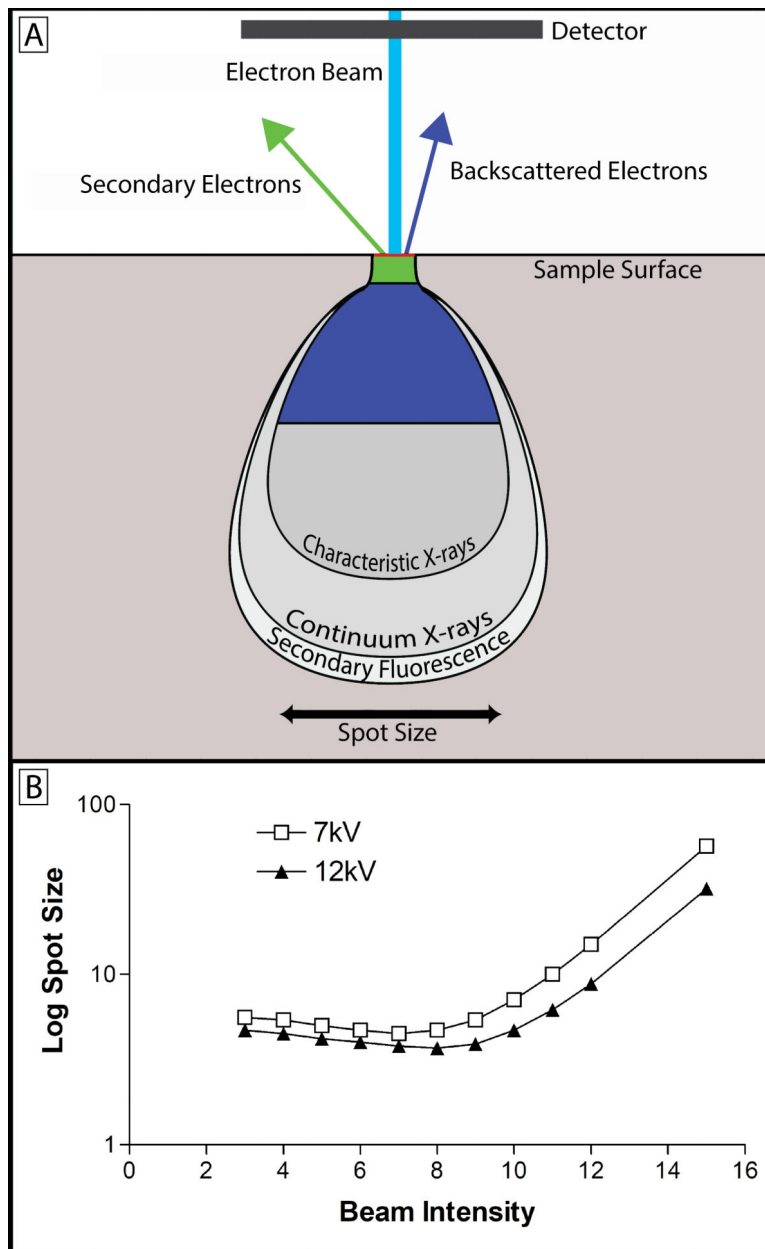 A
Detector
Electron Beam
Secondary Electrons
Backscattered Electrons
Sample Surface
Characteristic X-rays
Continuum X-rays
Secondary Fluorescence
Spot Size
B
100
7kV
12kV
Log Spot Size
10
1
0 2 4 6 8 10 12 14 16
Beam Intensity